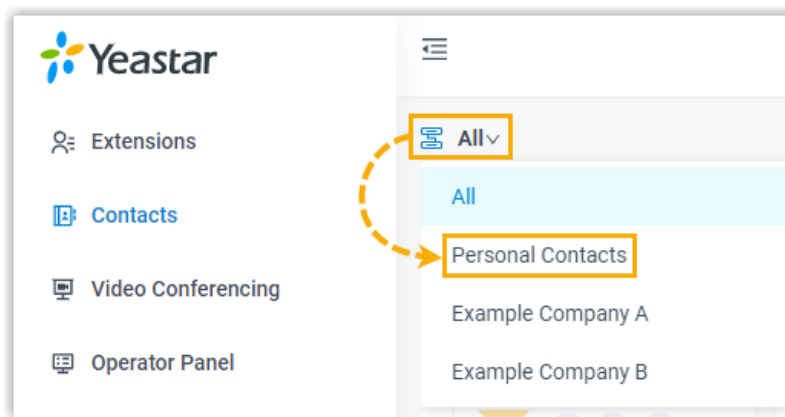 Yeastar
Extensions
Contacts
Video Conferencing
Operator Panel
All
All
Personal Contacts
Example Company A
Example Company B